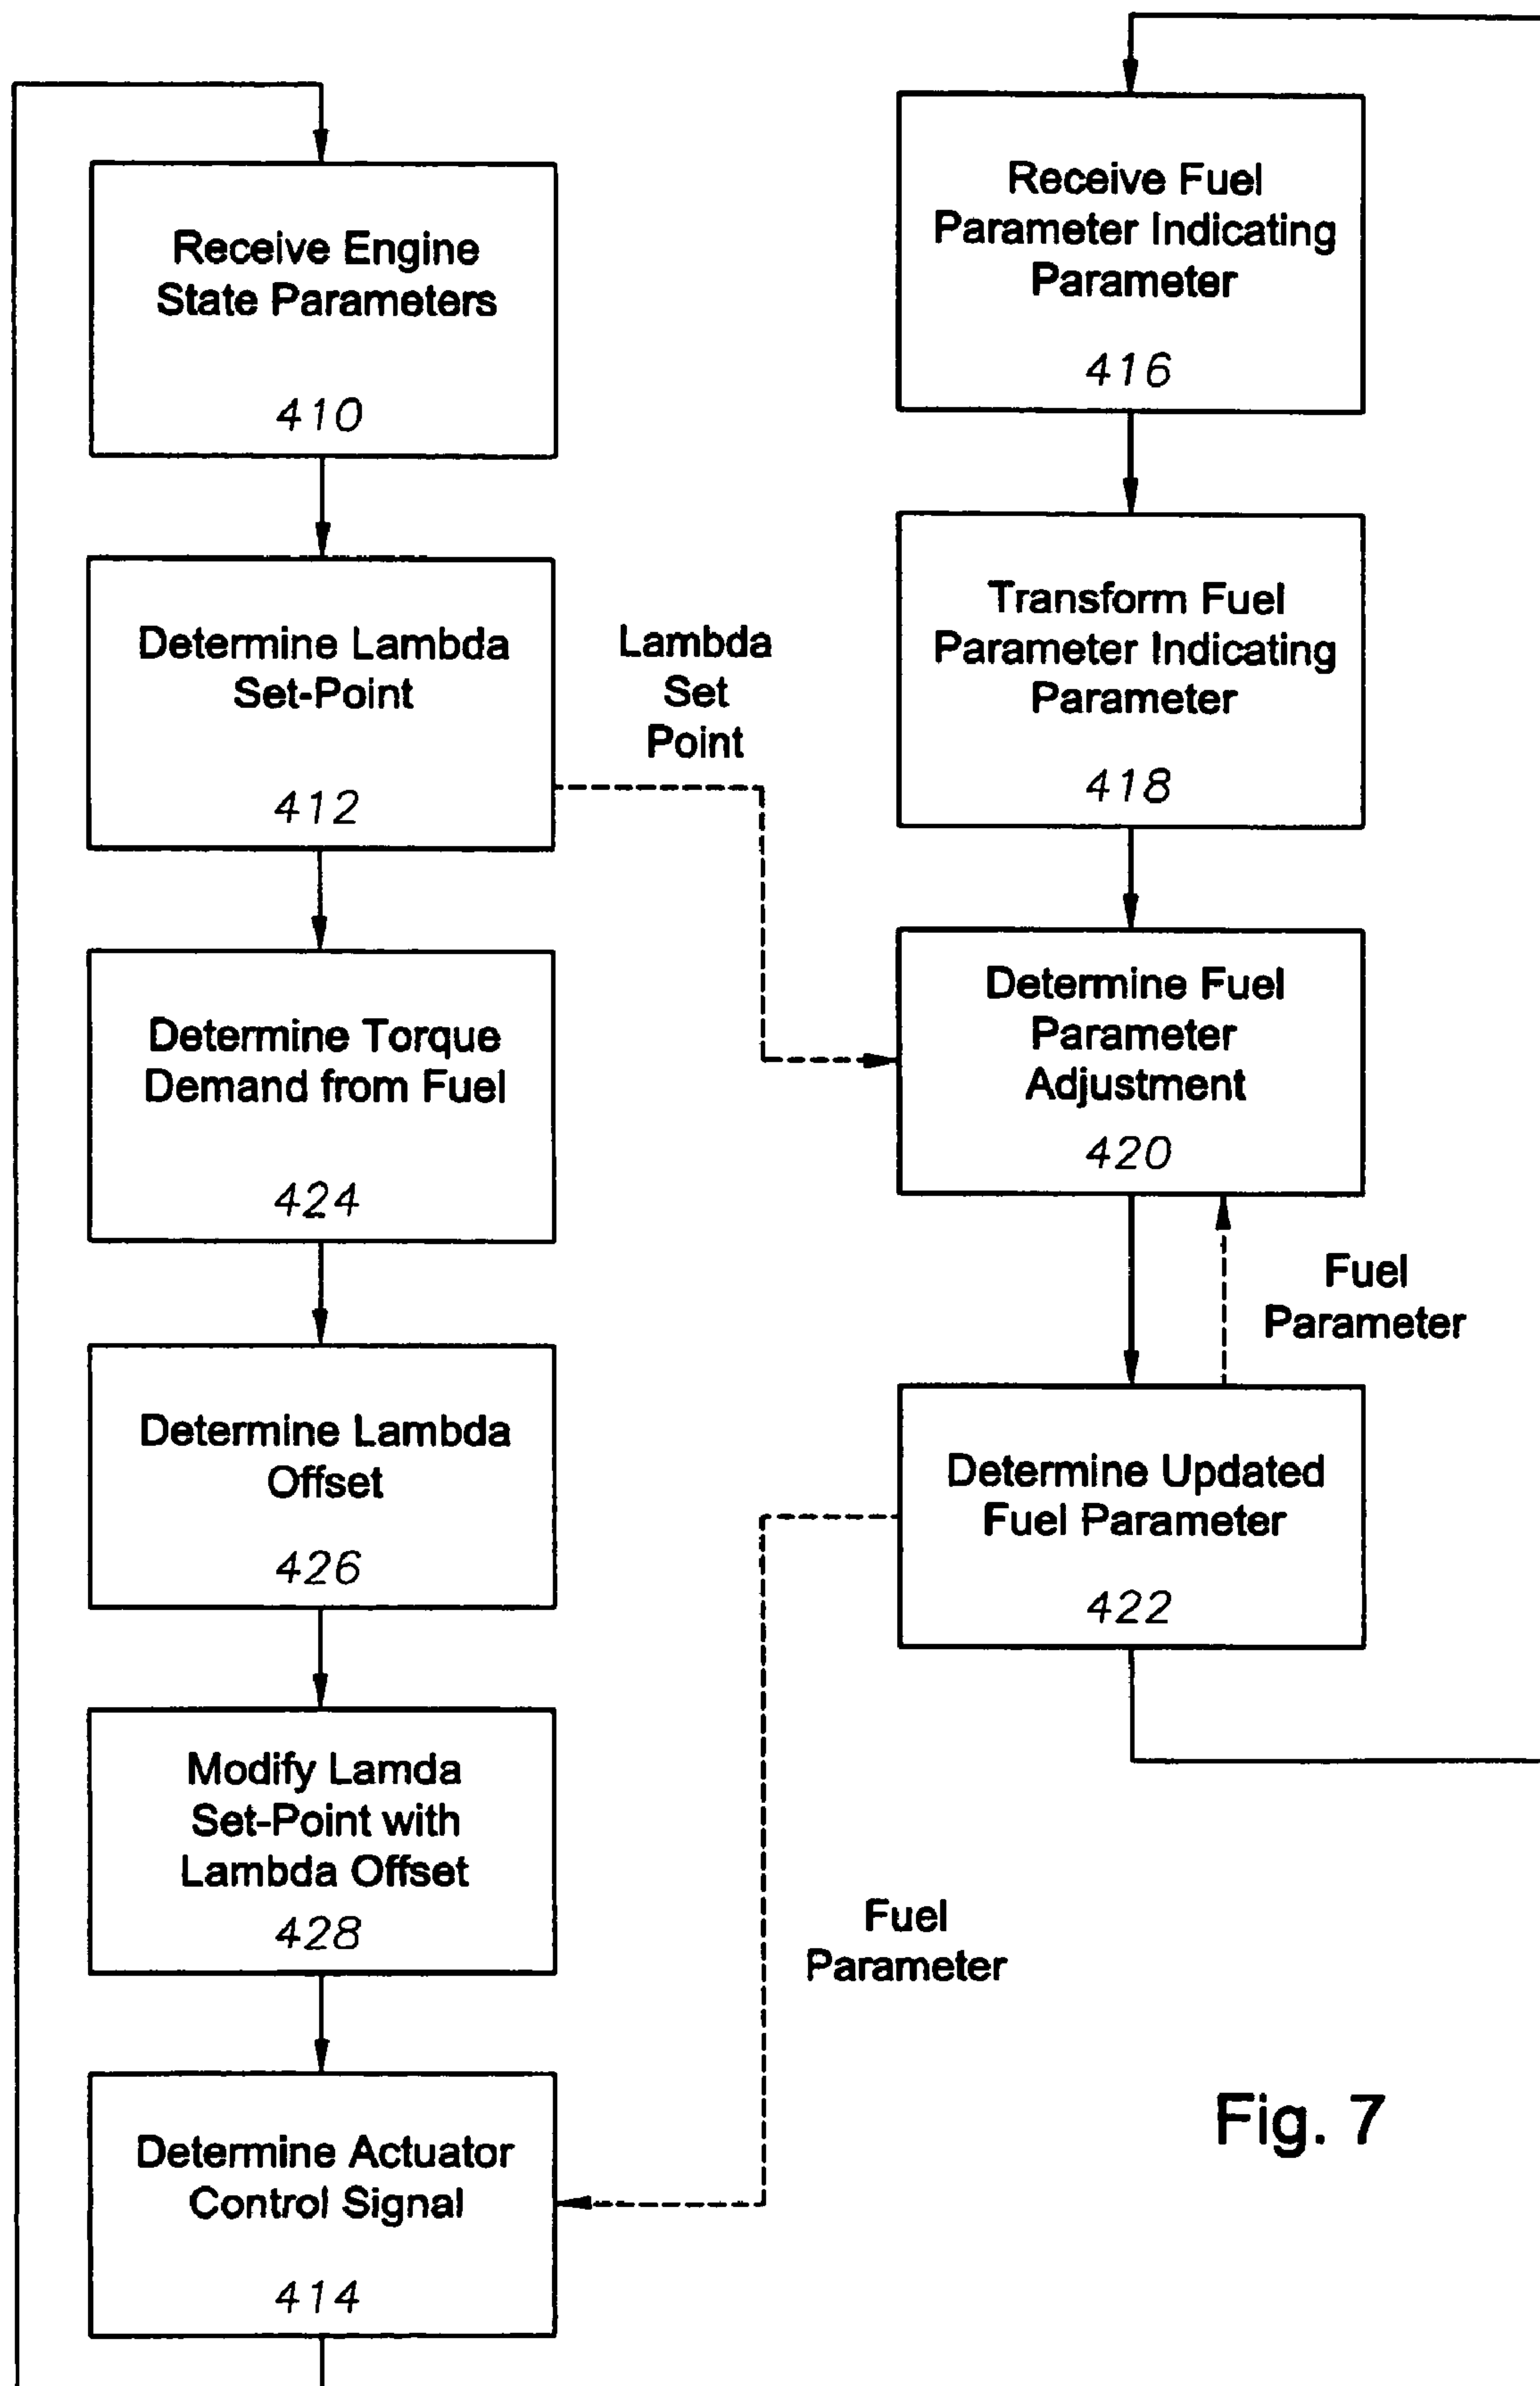 Receive Engine
State Parameters
410
Determine Lambda
Set-Point
412
Lambda
Set
Point
Determine Torque
Demand from Fuel
424
Determine Lambda
Offset
426
Modify Lamda
Set-Point with
Lambda Offset
428
Determine Actuator
Control Signal
414
Receive Fuel
Parameter Indicating
Parameter
416
Transform Fuel
Parameter Indicating
Parameter
418
Determine Fuel
Parameter
Adjustment
420
Fuel
Parameter
Determine Updated
Fuel Parameter
422
Fuel
Parameter
Fig. 7